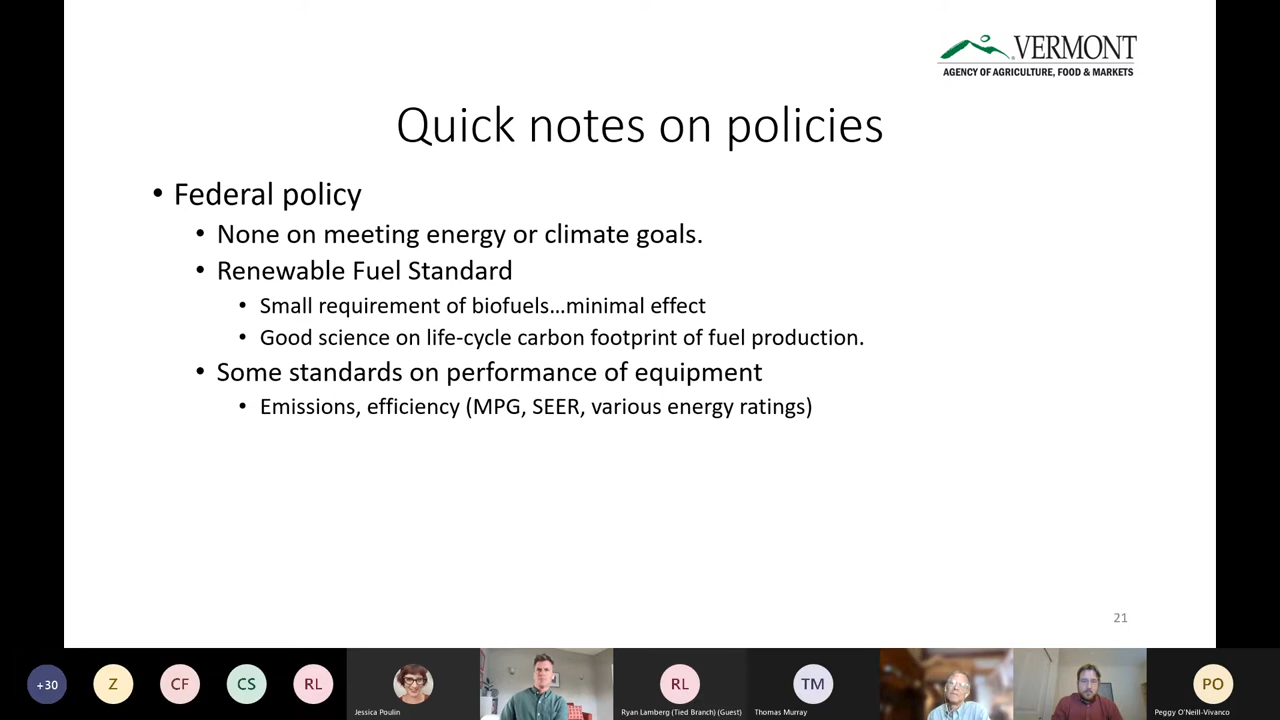 VERMONT
AGENCY OF AGRICULTURE, FOOD & MARKETS
Quick notes on policies
• Federal policy
• None on meeting energy or climate goals.
• Renewable Fuel Standard
• Small requirement of biofuels…minimal effect
• Good science on life-cycle carbon footprint of fuel production.
• Some standards on performance of equipment
• Emissions, efficiency (MPG, SEER, various energy ratings)
21
+30
Z
CF
CS
RL
Jessica Poulin
RL
Ryan Lamberg (Tied Branch) (Guest)
TM
Thomas Murray
PO
Peggy O'Neill-Vivanco